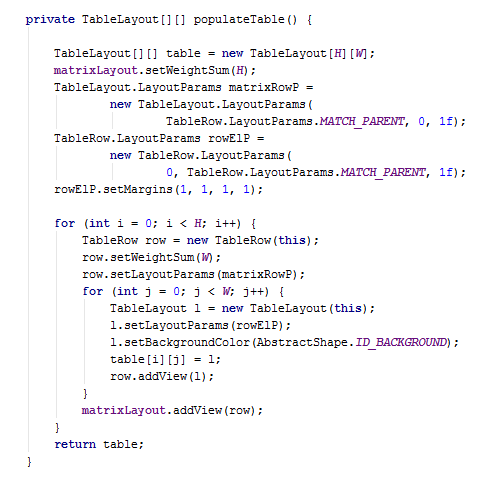 private TableLayout[][] populateTable() {
TableLayout[][] table = new TableLayout[H][W];
matrixLayout.setWeightSum(H);
TableLayout.LayoutParams matrixRowP =
new TableLayout.LayoutParams(
TableRow.LayoutParams.MATCH_PARENT, 0, 1f);
TableRow.LayoutParams rowElP =
new TableRow.LayoutParams(
0, TableRow.LayoutParams.MATCH_PARENT, 1f);
rowElP.setMargins(1, 1, 1, 1);
for (int i = 0; i < H; i++) {
TableRow row = new TableRow(this);
row.setWeightSum(W);
row.setLayoutParams(matrixRowP);
for (int j = 0; j < W; j++) {
TableLayout l = new TableLayout(this);
l.setLayoutParams(rowElP);
l.setBackgroundColor(AbstractShape.ID_BACKGROUND);
table[i][j] = l;
row.addView(l);
}
matrixLayout.addView(row);
}
return table;
}